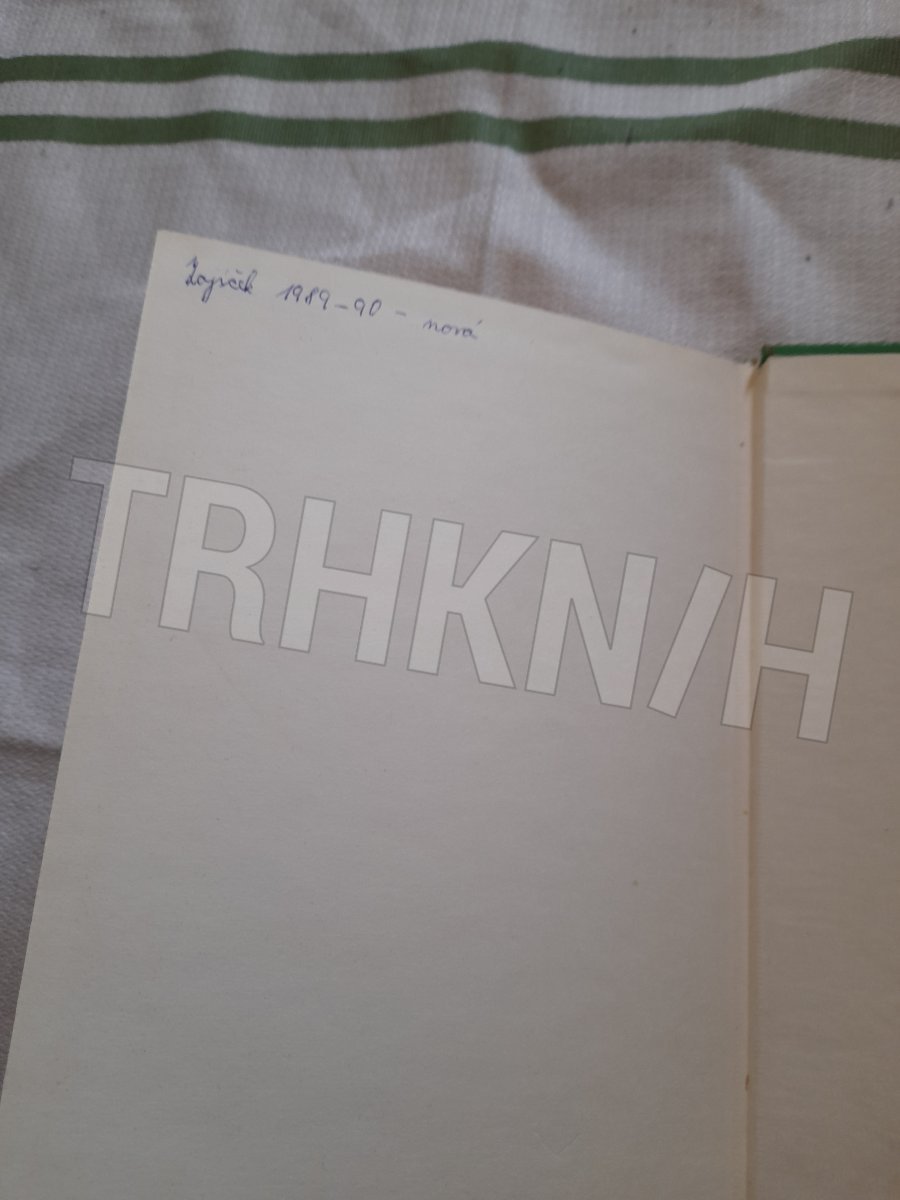 Zajíček 1989-90 - nová
TRHKN/H